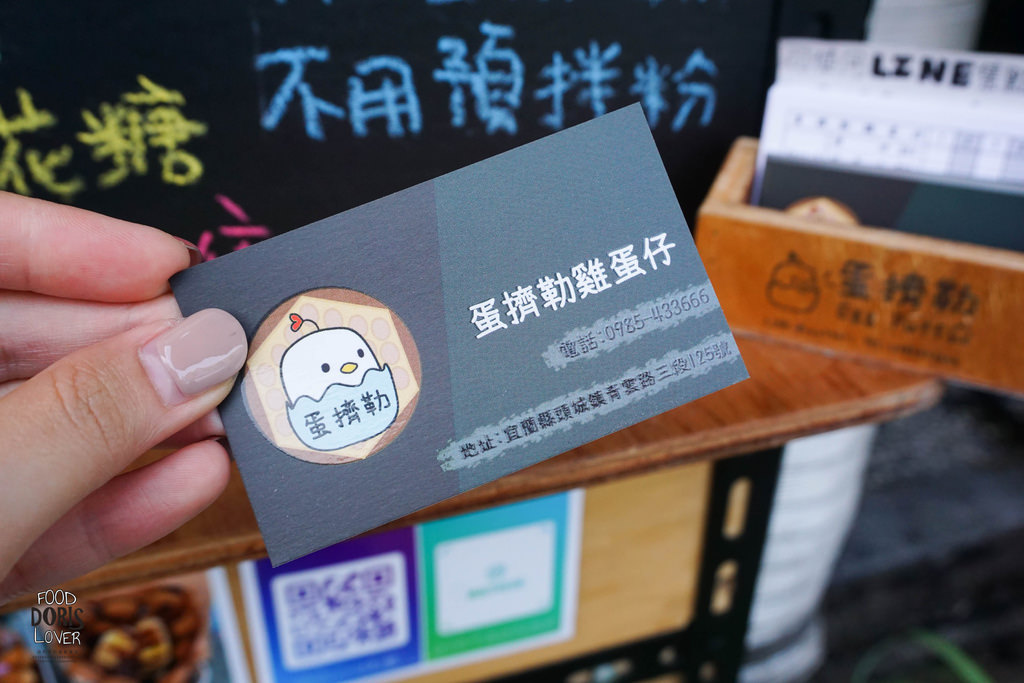 不用預拌粉
花糖
LINE
蛋擠勒雞蛋仔
電話:0985-433666
地址:宜蘭縣頭城鎮青雲路三段125號
蛋擠勒
蛋擠勒
FOOD
DORIS
LOVER